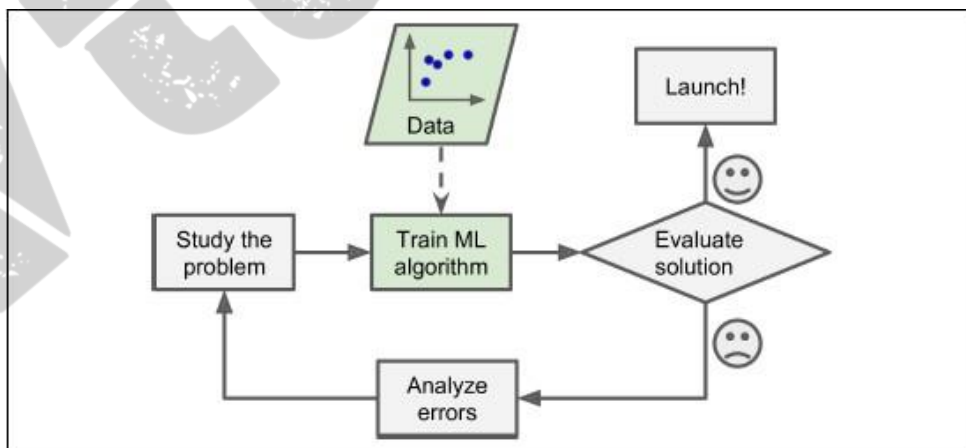 Data
Launch!
Study the
problem
Train ML
algorithm
Evaluate
solution
Analyze
errors